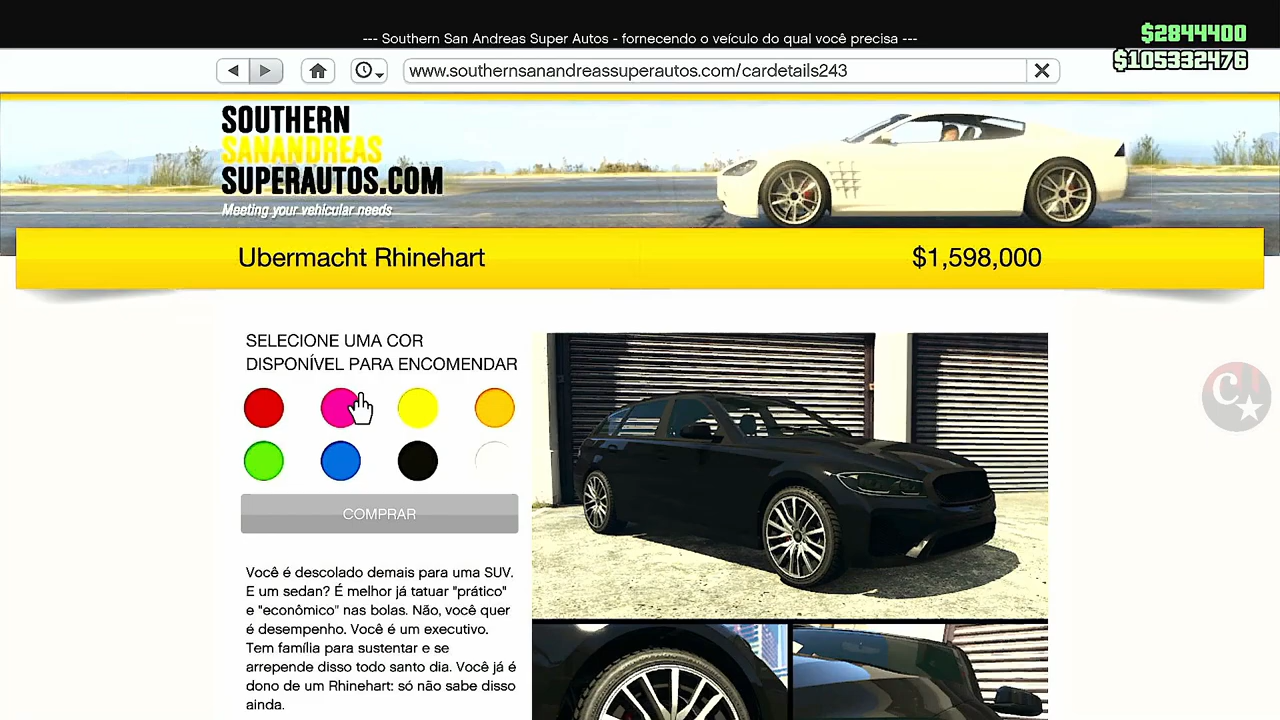 --- Southern San Andreas Super Autos - fornecendo o veículo do qual você precisa ---
$2844400
$105332476
www.southernsanandreassuperautos.com/cardetails243
SOUTHERN
SANANDREAS
SUPERAUTOS.COM
Meeting your vehicular needs
Ubermacht Rhinehart
$1,598,000
SELECIONE UMA COR
DISPONÍVEL PARA ENCOMENDAR
COMPRAR
Você é descolado demais para uma SUV.
E um sedan? É melhor já tatuar "prático"
e "econômico" nas bolas. Não, você quer
é desempenho. Você é um executivo.
Tem família para sustentar e se
arrepende disso todo santo dia. Você já é
dono de um Rhinehart: só não sabe disso
ainda.
C